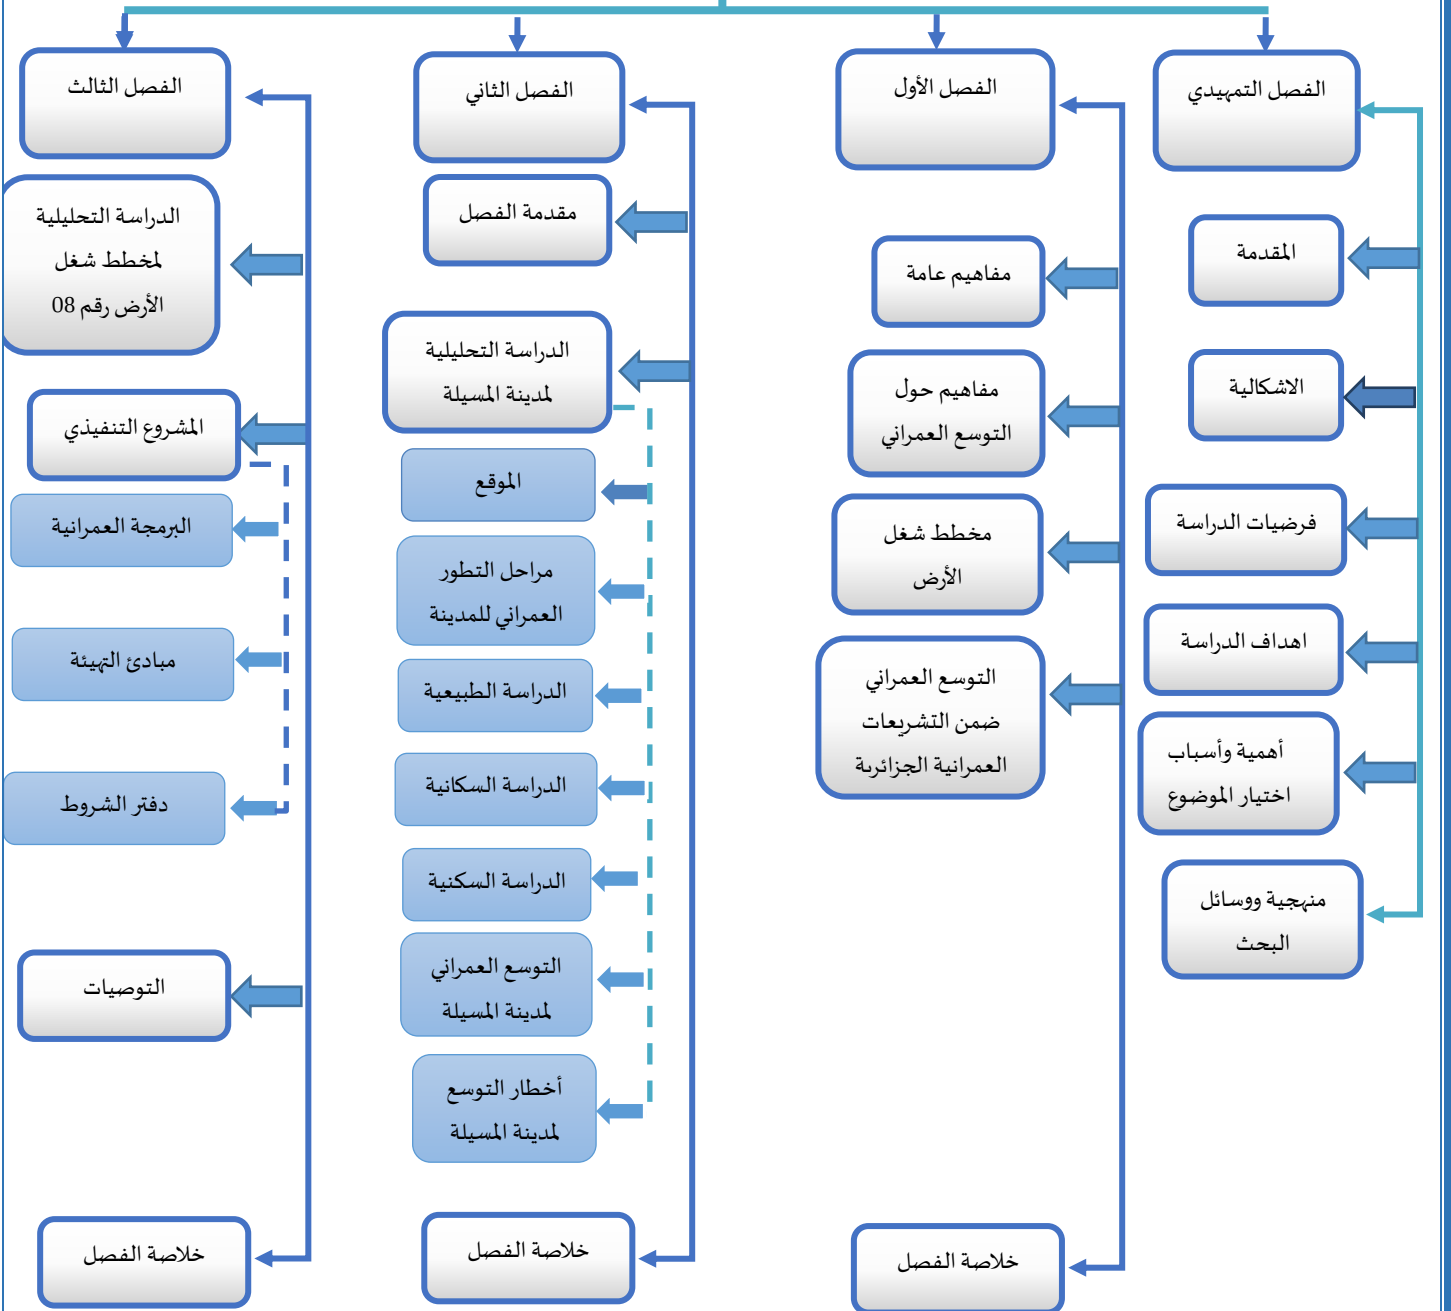 الفصل التمهيدي
المقدمة
الاشكالية
فرضيات الدراسة
اهداف الدراسة
أهمية وأسباب
اختيار الموضوع
منهجية ووسائل
البحث
الفصل الأول
مفاهيم عامة
مفاهيم حول
التوسع العمراني
مخطط شغل
الأرض
التوسع العمراني
ضمن التشريعات
العمرانية الجزائرية
خلاصة الفصل
الفصل الثاني
مقدمة الفصل
الدراسة التحليلية
لمدينة المسيلة
الموقع
مراحل التطور
العمراني للمدينة
الدراسة الطبيعية
الدراسة السكانية
الدراسة السكنية
التوسع العمراني
لمدينة المسيلة
أخطار التوسع
لمدينة المسيلة
خلاصة الفصل
الفصل الثالث
الدراسة التحليلية
لمخطط شغل
الأرض رقم 08
المشروع التنفيذي
البرمجة العمرانية
مبادئ التهيئة
دفتر الشروط
التوصيات
خلاصة الفصل